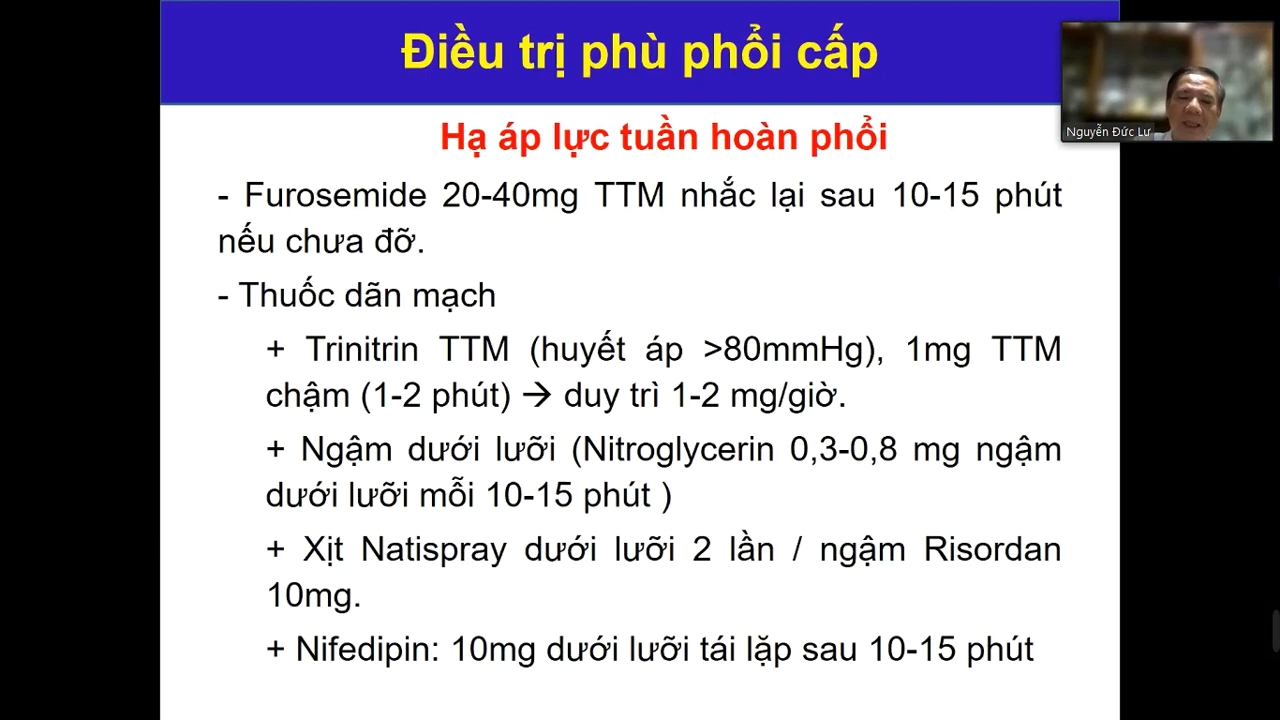 Điều trị phù phổi cấp
Nguyễn Đức Lư
Hạ áp lực tuần hoàn phổi
- Furosemide 20-40mg TTM nhắc lại sau 10-15 phút
nếu chưa đỡ.
- Thuốc dãn mạch
+ Trinitrin TTM (huyết áp >80mmHg), 1mg TTM
chậm (1-2 phút) → duy trì 1-2 mg/giờ.
+ Ngậm dưới lưỡi (Nitroglycerin 0,3-0,8 mg ngậm
dưới lưỡi mỗi 10-15 phút )
+ Xịt Natispray dưới lưỡi 2 lần / ngậm Risordan
10mg.
+ Nifedipin: 10mg dưới lưỡi tái lặp sau 10-15 phút